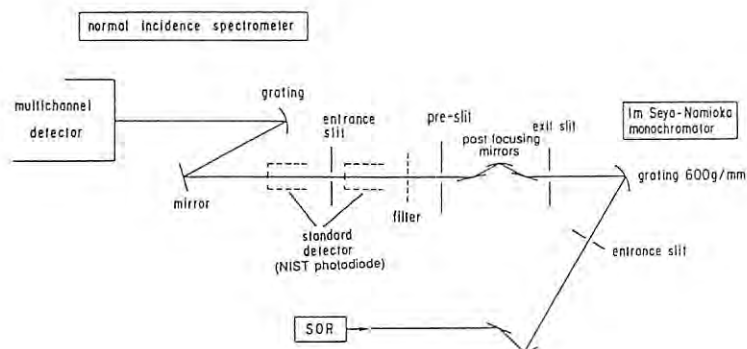 normal incidence spectrometer
multichannel
detector
grating
entrance
slit
pre-slit
post focusing
mirrors
exit slit
1m Seya-Namioka
monochromator
grating 600g/mm
mirror
filter
standard
detector
(NIST photodiode)
entrance slit
SOR